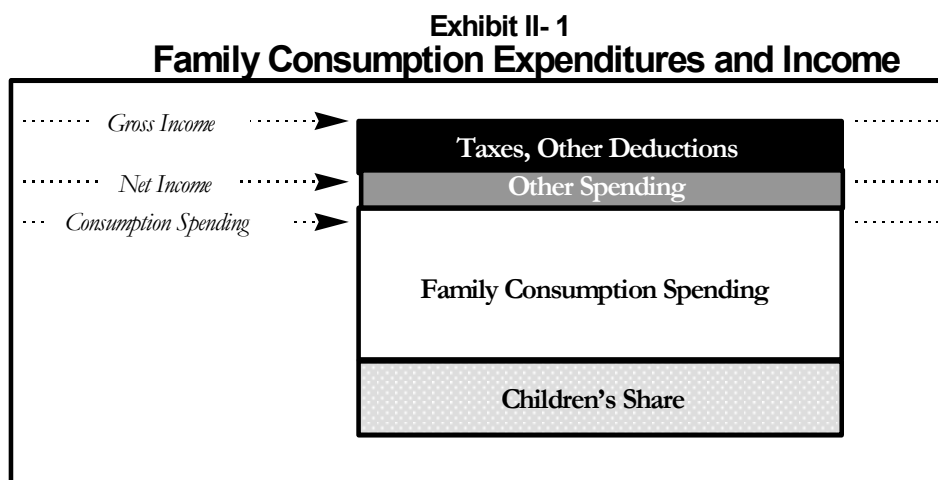 Exhibit II- 1
Family Consumption Expenditures and Income
Gross Income
Taxes, Other Deductions
Net Income
Other Spending
Consumption Spending
Family Consumption Spending
Children's Share